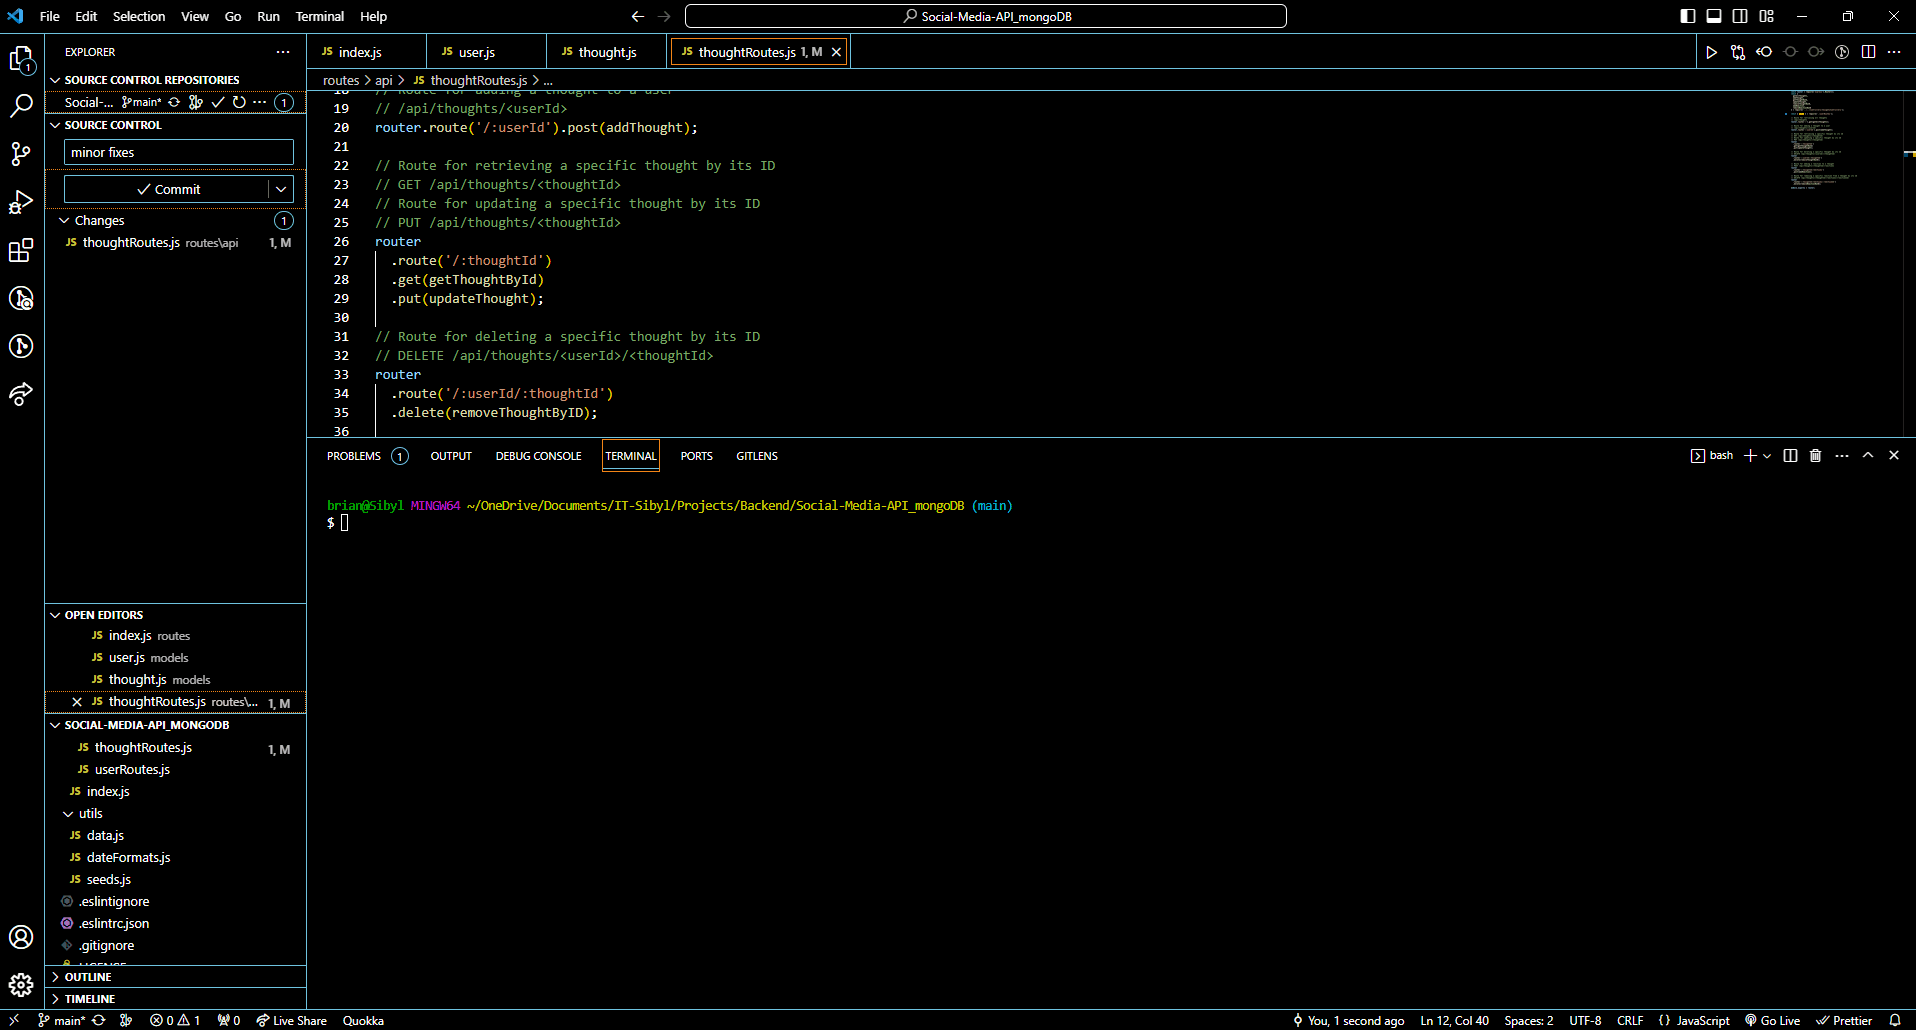 File Edit Selection View Go Run Terminal Help
Social-Media-API_mongoDB
EXPLORER
SOURCE CONTROL REPOSITORIES
Social-... main* 1
SOURCE CONTROL
minor fixes
Commit
Changes 1
JS thoughtRoutes.js routes\api 1, M
OPEN EDITORS
JS index.js routes
JS user.js models
JS thought.js models
JS thoughtRoutes.js routes\... 1, M
SOCIAL-MEDIA-API_MONGODB
JS thoughtRoutes.js 1, M
JS userRoutes.js
JS index.js
utils
JS data.js
JS dateFormats.js
JS seeds.js
.eslintignore
.eslintrc.json
.gitignore
OUTLINE
TIMELINE
JS index.js JS user.js JS thought.js JS thoughtRoutes.js 1, M
routes > api > JS thoughtRoutes.js > ...
18 // Route for adding a thought to a user
19 // /api/thoughts/<userId>
20 router.route('/:userId').post(addThought);
21
22 // Route for retrieving a specific thought by its ID
23 // GET /api/thoughts/<thoughtId>
24 // Route for updating a specific thought by its ID
25 // PUT /api/thoughts/<thoughtId>
26 router
27 .route('/:thoughtId')
28 .get(getThoughtById)
29 .put(updateThought);
30
31 // Route for deleting a specific thought by its ID
32 // DELETE /api/thoughts/<userId>/<thoughtId>
33 router
34 .route('/:userId/:thoughtId')
35 .delete(removeThoughtByID);
36
PROBLEMS 1 OUTPUT DEBUG CONSOLE TERMINAL PORTS GITLENS
bash
brian@Sibyl MINGW64 ~/OneDrive/Documents/IT-Sibyl/Projects/Backend/Social-Media-API_mongoDB (main)
$
main* 0 1 0 Live Share Quokka
You, 1 second ago Ln 12, Col 40 Spaces: 2 UTF-8 CRLF {} JavaScript Go Live Prettier